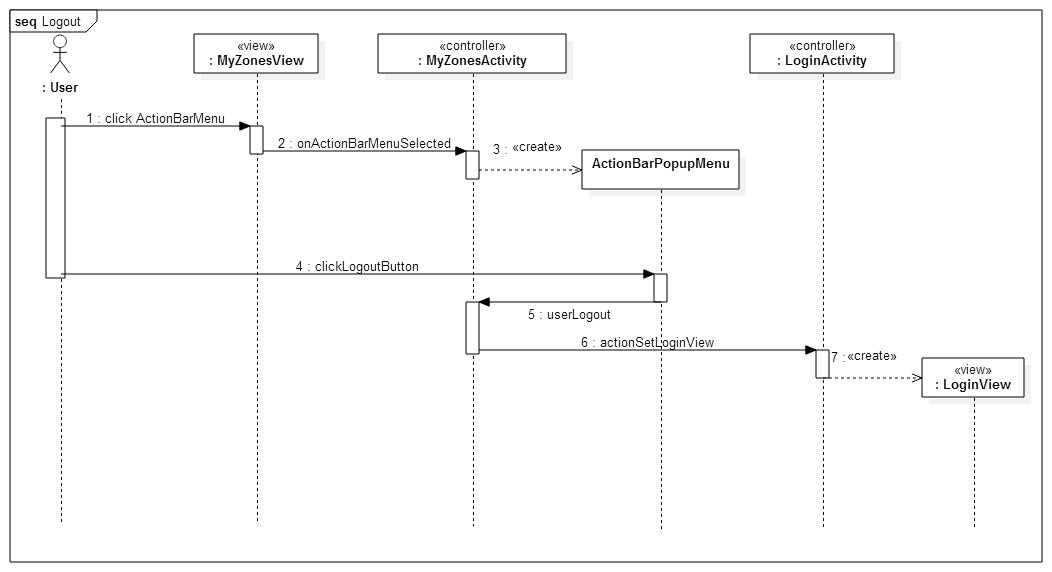 seq Logout
: User
«view»
: MyZonesView
«controller»
: MyZonesActivity
«controller»
: LoginActivity
1 : click ActionBarMenu
2 : onActionBarMenuSelected
3 : «create»
ActionBarPopupMenu
4 : clickLogoutButton
5 : userLogout
6 : actionSetLoginView
7 : «create»
«view»
: LoginView